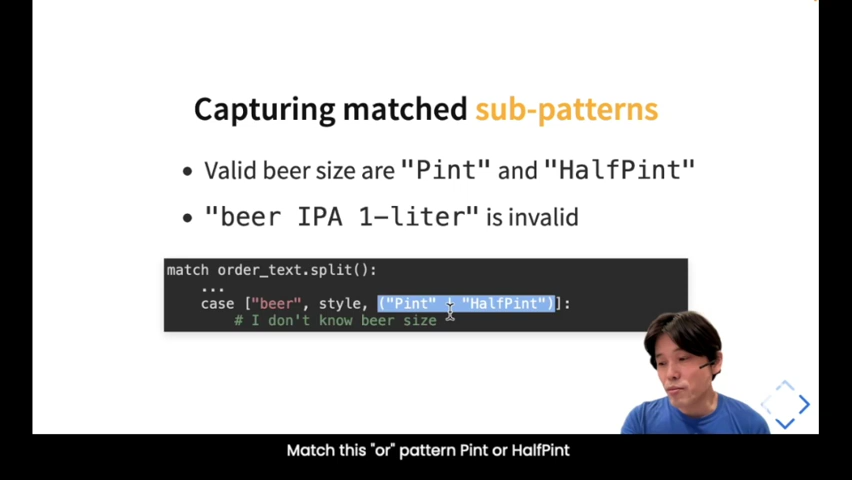 Capturing matched sub-patterns
• Valid beer size are "Pint" and "HalfPint"
• "beer IPA 1-liter" is invalid
match order_text.split():
...
case ["beer", style, ("Pint" | "HalfPint")]:
# I don't know beer size
Match this "or" pattern Pint or HalfPint